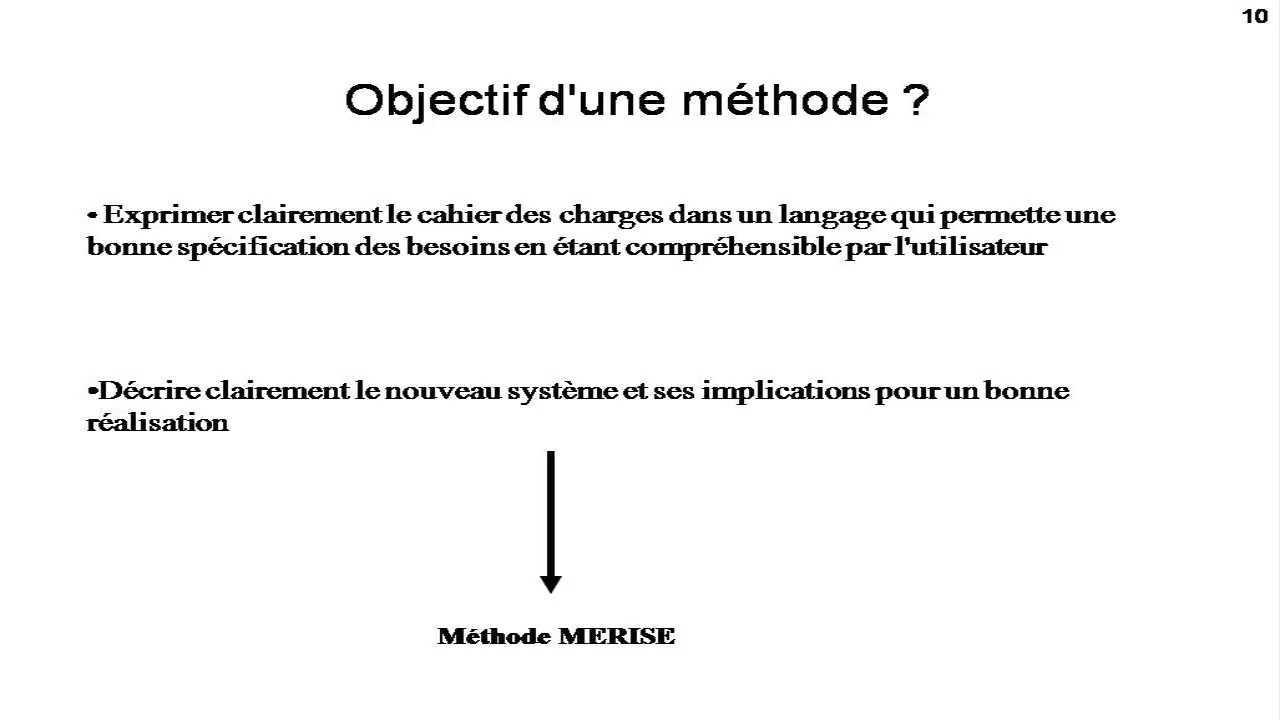 10
Objectif d'une méthode ?
• Exprimer clairement le cahier des charges dans un langage qui permette une
bonne spécification des besoins en étant compréhensible par l'utilisateur
•Décrire clairement le nouveau système et ses implications pour un bonne
réalisation
Méthode MERISE